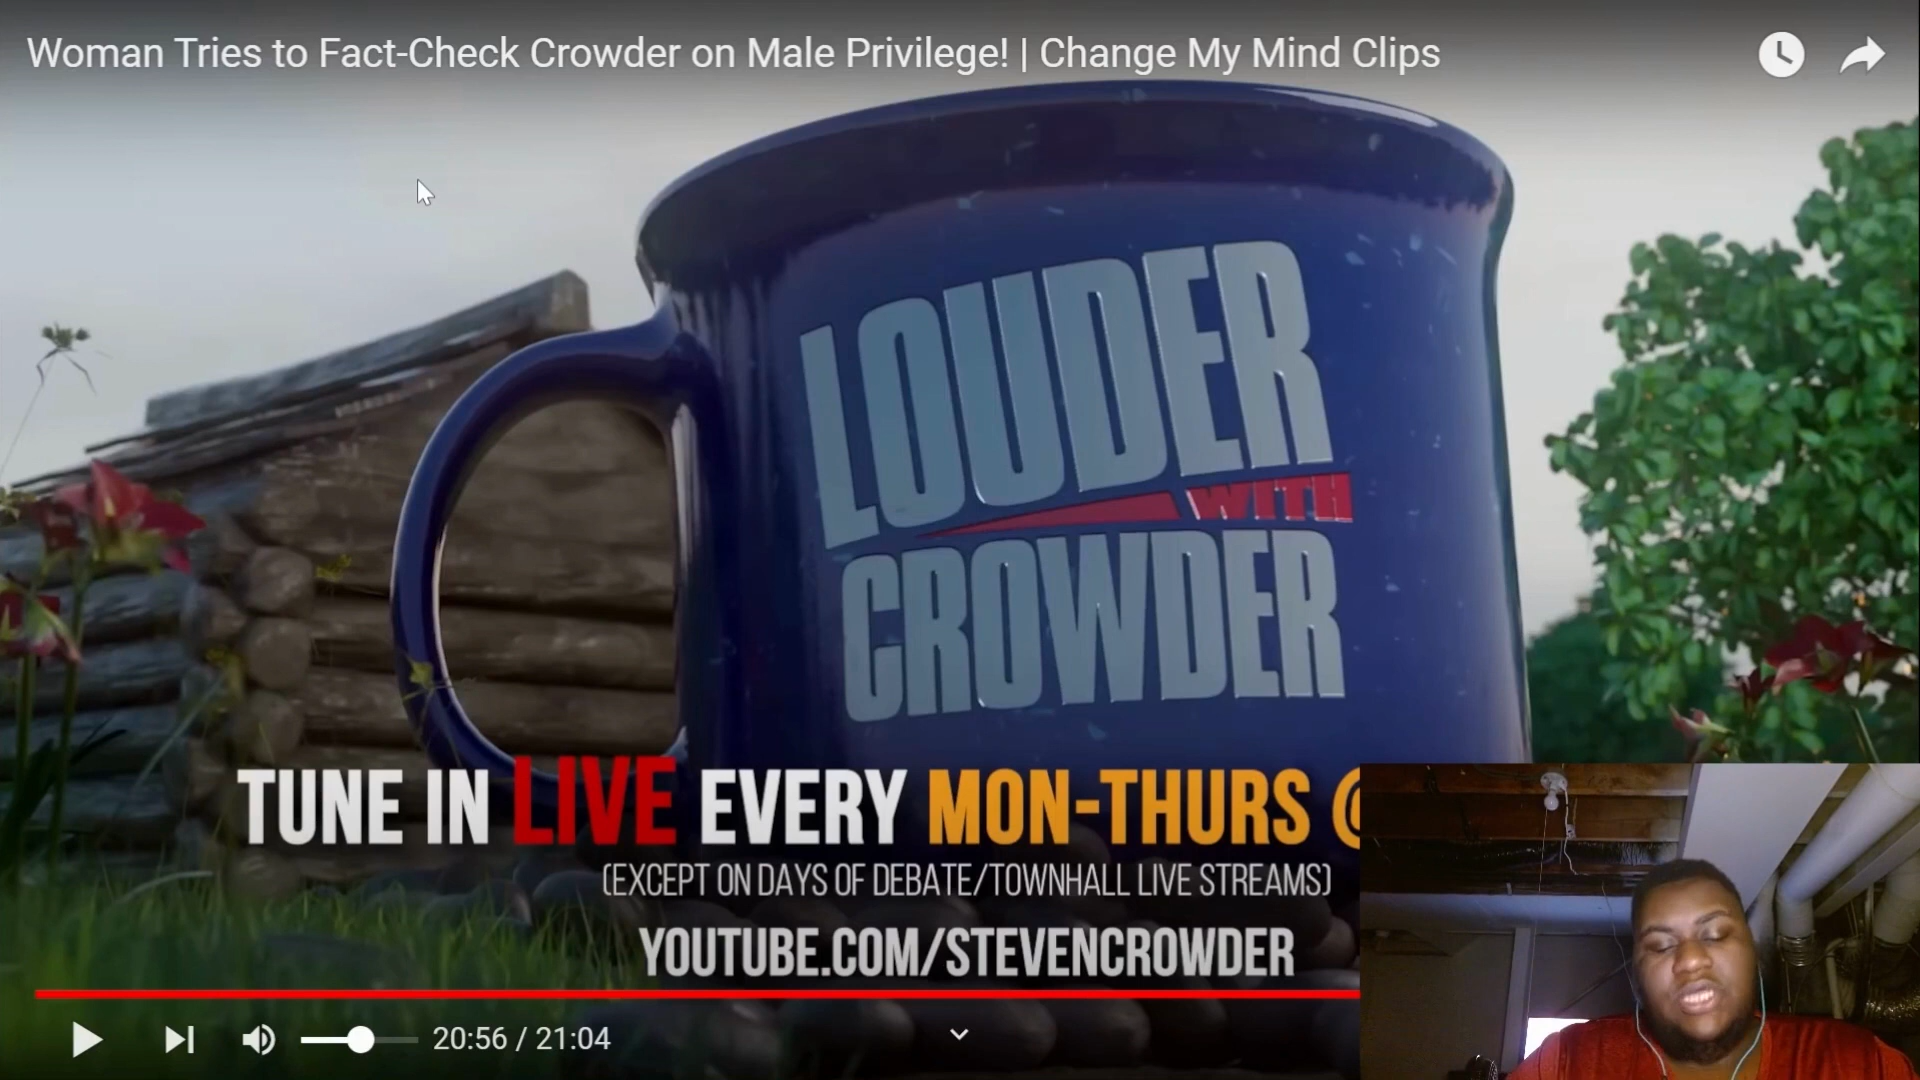 Woman Tries to Fact-Check Crowder on Male Privilege! | Change My Mind Clips
LOUDER
WITH
CROWDER
TUNE IN LIVE EVERY MON-THURS @
(EXCEPT ON DAYS OF DEBATE/TOWNHALL LIVE STREAMS)
YOUTUBE.COM/STEVENCROWDER
20:56 / 21:04